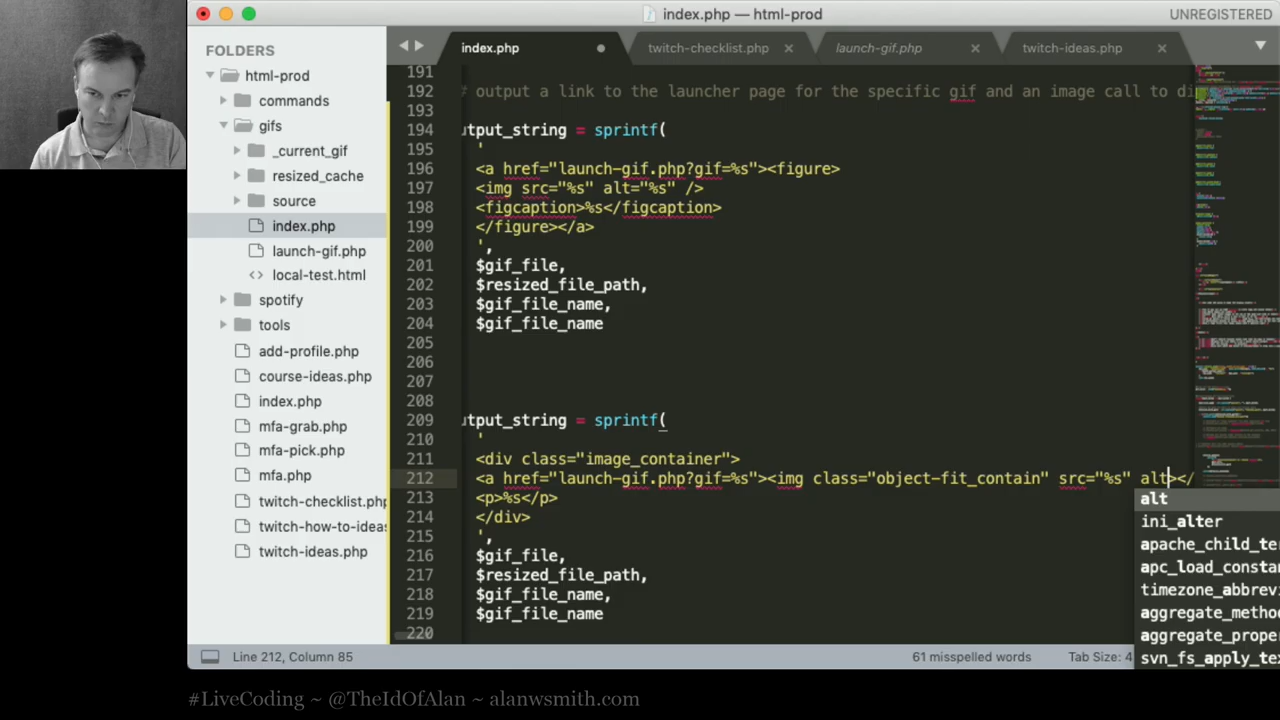 index.php — html-prod
UNREGISTERED
FOLDERS
html-prod
commands
gifs
_current_gif
resized_cache
source
index.php
launch-gif.php
local-test.html
spotify
tools
add-profile.php
course-ideas.php
index.php
mfa-grab.php
mfa-pick.php
mfa.php
twitch-checklist.php
twitch-how-to-ideas
twitch-ideas.php
index.php
twitch-checklist.php
launch-gif.php
twitch-ideas.php
191
192 # output a link to the launcher page for the specific gif and an image call to di
193
194 utput_string = sprintf(
195 '
196 <a href="launch-gif.php?gif=%s"><figure>
197 <img src="%s" alt="%s" />
198 <figcaption>%s</figcaption>
199 </figure></a>
200 ',
201 $gif_file,
202 $resized_file_path,
203 $gif_file_name,
204 $gif_file_name
205
206
207
208
209 utput_string = sprintf(
210 '
211 <div class="image_container">
212 <a href="launch-gif.php?gif=%s"><img class="object-fit_contain" src="%s" alt></
213 <p>%s</p>
214 </div>
215 ',
216 $gif_file,
217 $resized_file_path,
218 $gif_file_name,
219 $gif_file_name
220
alt
ini_alter
apache_child_te
apc_load_consta
timezone_abbrevi
aggregate_metho
aggregate_prope
svn_fs_apply_tex
Line 212, Column 85
61 misspelled words
Tab Size: 4
#LiveCoding ~ @TheIdOfAlan ~ alanwsmith.com